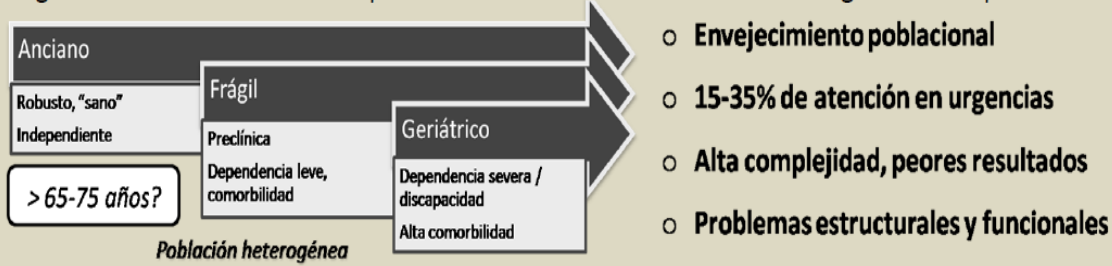 Anciano
Robusto, “sano”
Independiente
> 65-75 años?
Frágil
Preclínica
Dependencia leve,
comorbilidad
Geriátrico
Dependencia severa /
discapacidad
Alta comorbilidad
Población heterogénea
o Envejecimiento poblacional
o 15-35% de atención en urgencias
o Alta complejidad, peores resultados
o Problemas estructurales y funcionales